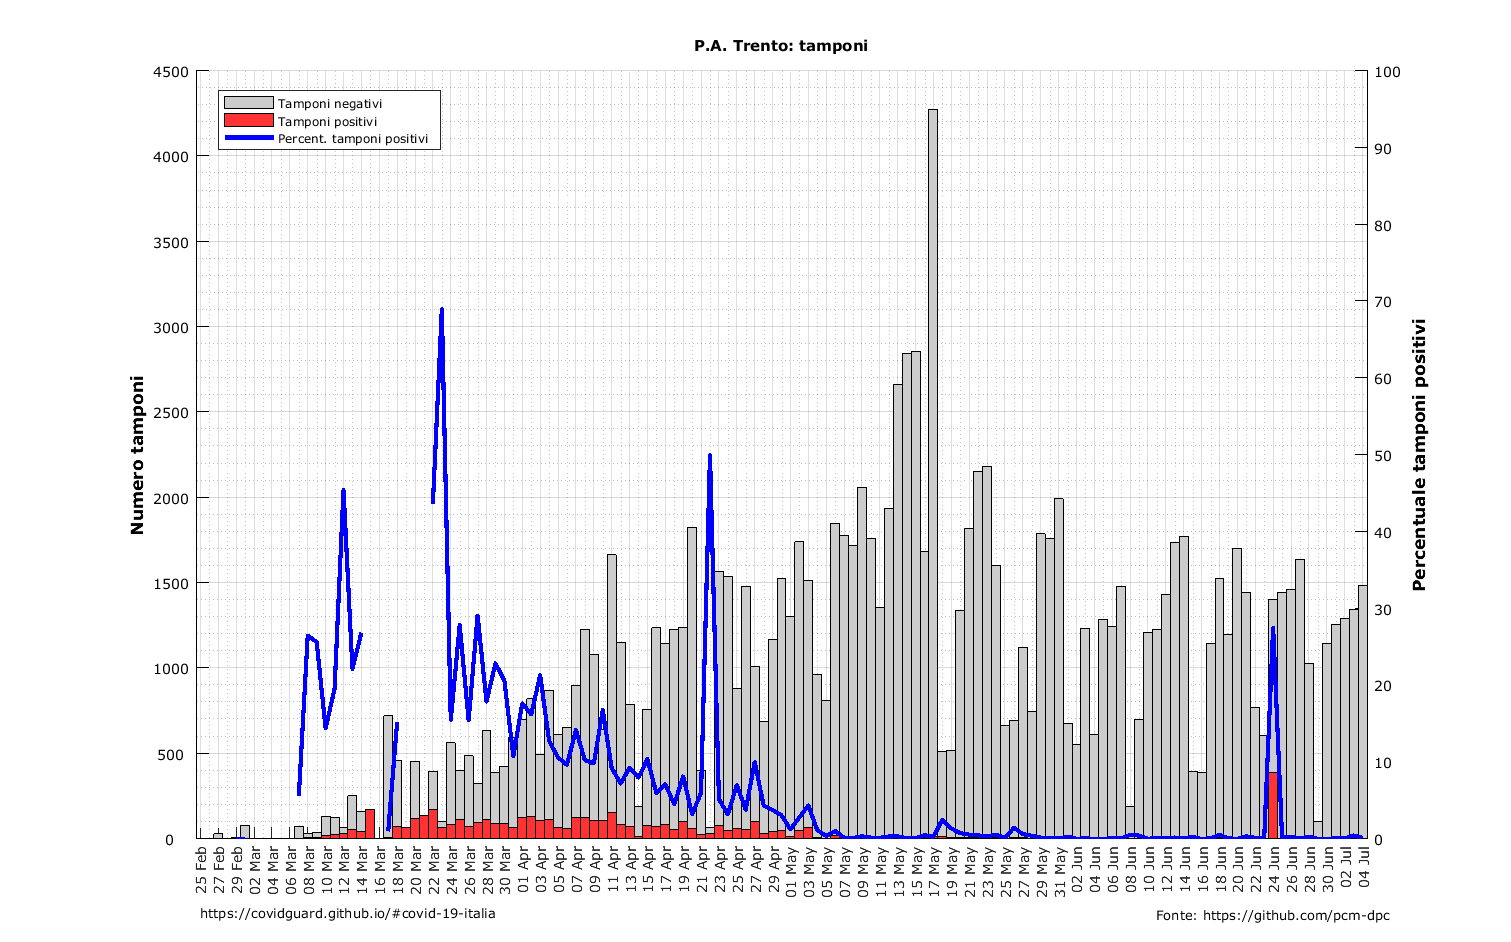 P.A. Trento: tamponi
Tamponi negativi
Tamponi positivi
Percent. tamponi positivi
Numero tamponi
4500
4000
3500
3000
2500
2000
1500
1000
500
0
100
90
80
70
60
50
40
30
20
10
0
Percentuale tamponi positivi
25 Feb
27 Feb
29 Feb
02 Mar
04 Mar
06 Mar
08 Mar
10 Mar
12 Mar
14 Mar
16 Mar
18 Mar
20 Mar
22 Mar
24 Mar
26 Mar
28 Mar
30 Mar
01 Apr
03 Apr
05 Apr
07 Apr
09 Apr
11 Apr
13 Apr
15 Apr
17 Apr
19 Apr
21 Apr
23 Apr
25 Apr
27 Apr
29 Apr
01 May
03 May
05 May
07 May
09 May
11 May
13 May
15 May
17 May
19 May
21 May
23 May
25 May
27 May
29 May
31 May
02 Jun
04 Jun
06 Jun
08 Jun
10 Jun
12 Jun
14 Jun
16 Jun
18 Jun
20 Jun
22 Jun
24 Jun
26 Jun
28 Jun
30 Jun
02 Jul
04 Jul
https://covidguard.github.io/#covid-19-italia
Fonte: https://github.com/pcm-dpc